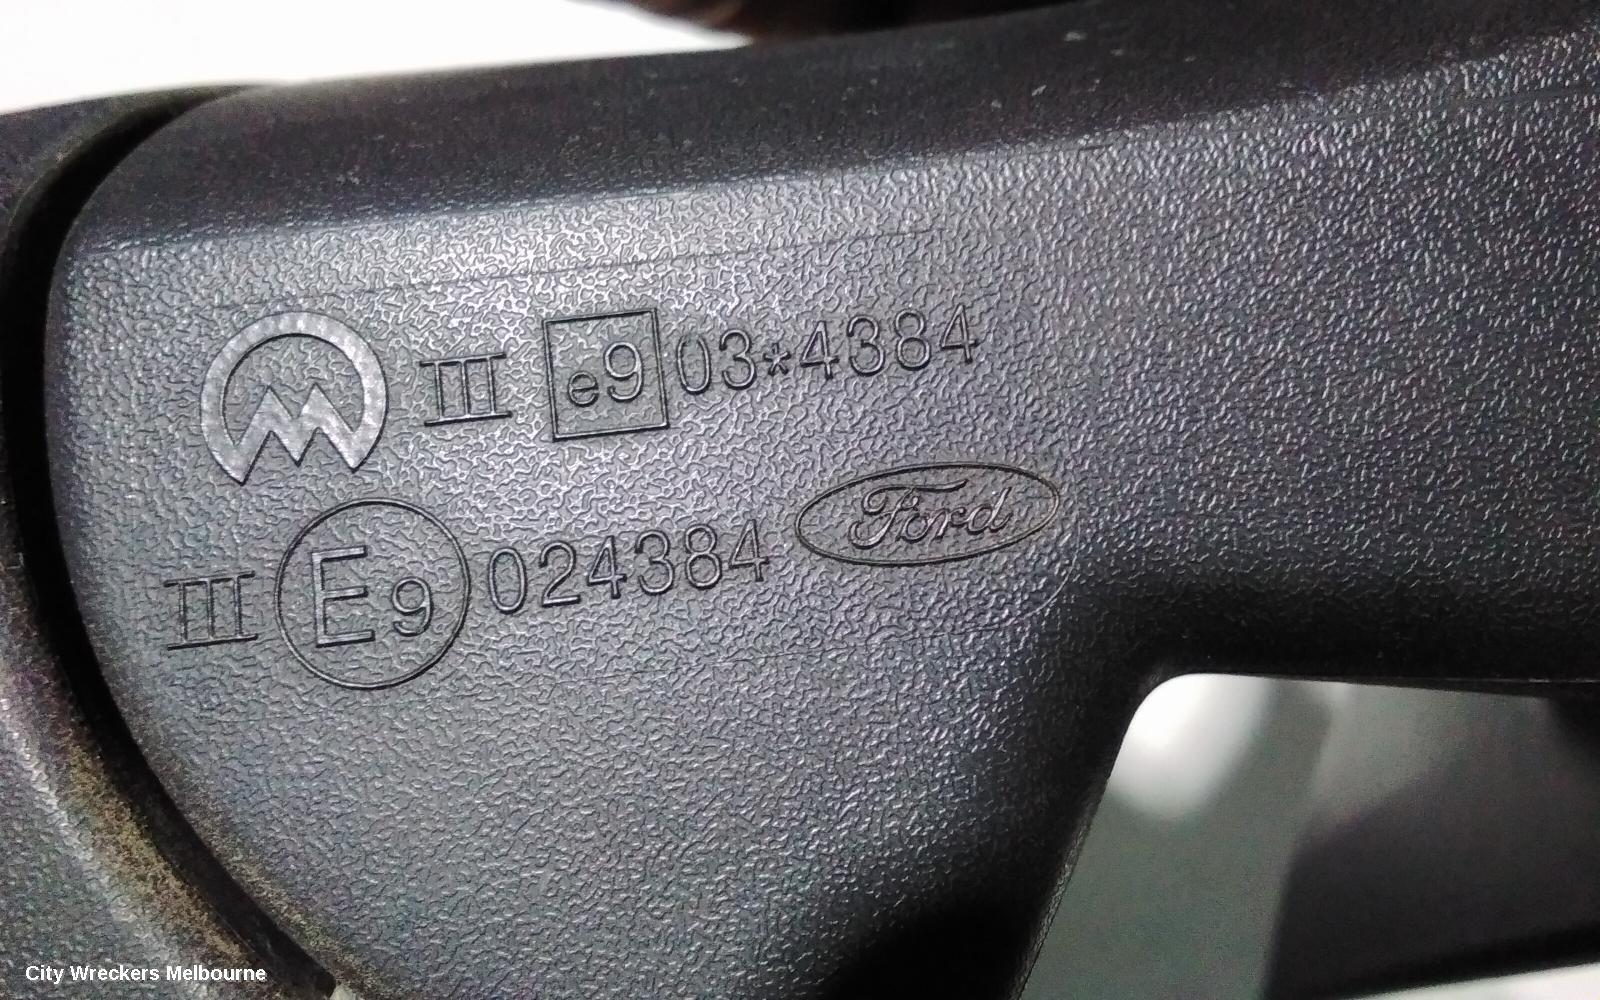 III e9 03*4384
III E9 024384 Ford
City Wreckers Melbourne